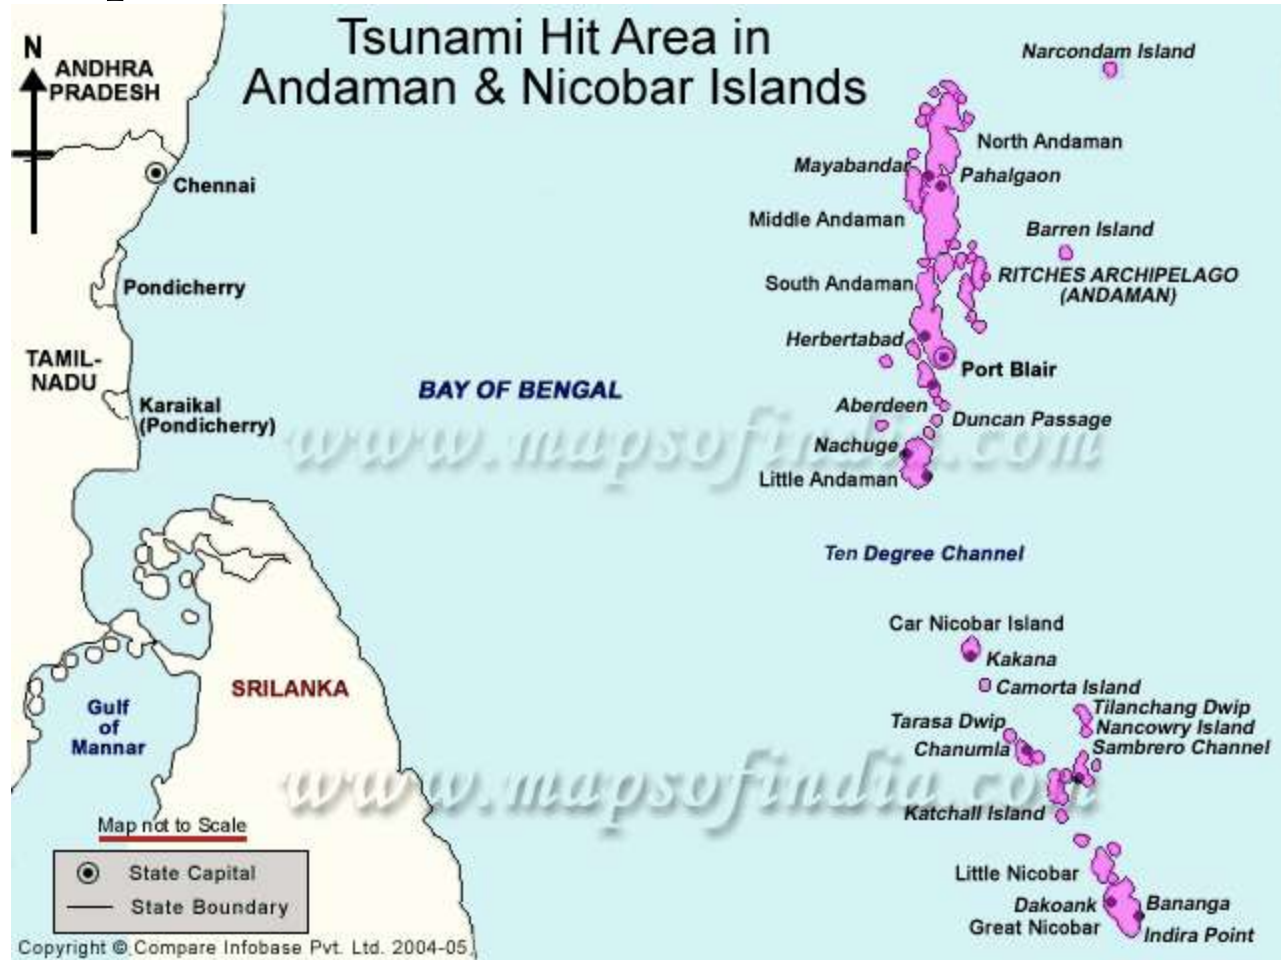 Tsunami Hit Area in
Andaman & Nicobar Islands
N
ANDHRA
PRADESH
Chennai
Pondicherry
TAMIL-
NADU
Karaikal
(Pondicherry)
BAY OF BENGAL
Narcondam Island
North Andaman
Mayabandar
Pahalgaon
Middle Andaman
Barren Island
South Andaman
RITCHES ARCHIPELAGO
(ANDAMAN)
Herbertabad
Port Blair
Aberdeen
Duncan Passage
www.mapsofindia.com
Nachuge
Little Andaman
Ten Degree Channel
Car Nicobar Island
Kakana
Camorta Island
Tilanchang Dwip
Tarasa Dwip
Nancowry Island
Chanumla
Sambrero Channel
www.mapsofindia.com
Katchall Island
Little Nicobar
Dakoank
Bananga
Great Nicobar
Indira Point
SRILANKA
Gulf
of
Mannar
Map not to Scale
State Capital
State Boundary
Copyright © Compare Infobase Pvt. Ltd. 2004-05